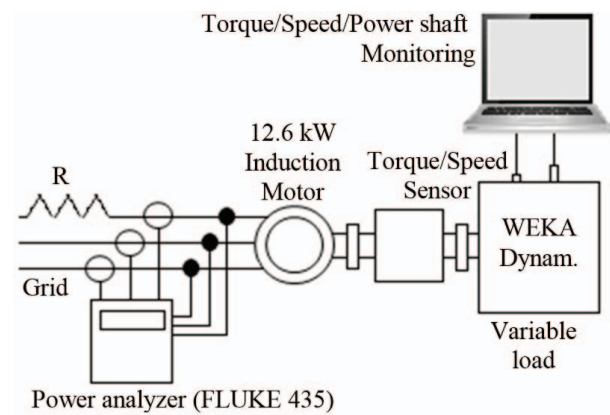 Torque/Speed/Power shaft
Monitoring
12.6 kW
Induction
Motor
Torque/Speed
Sensor
R
WEKA
Dynam.
Grid
Variable
load
Power analyzer (FLUKE 435)